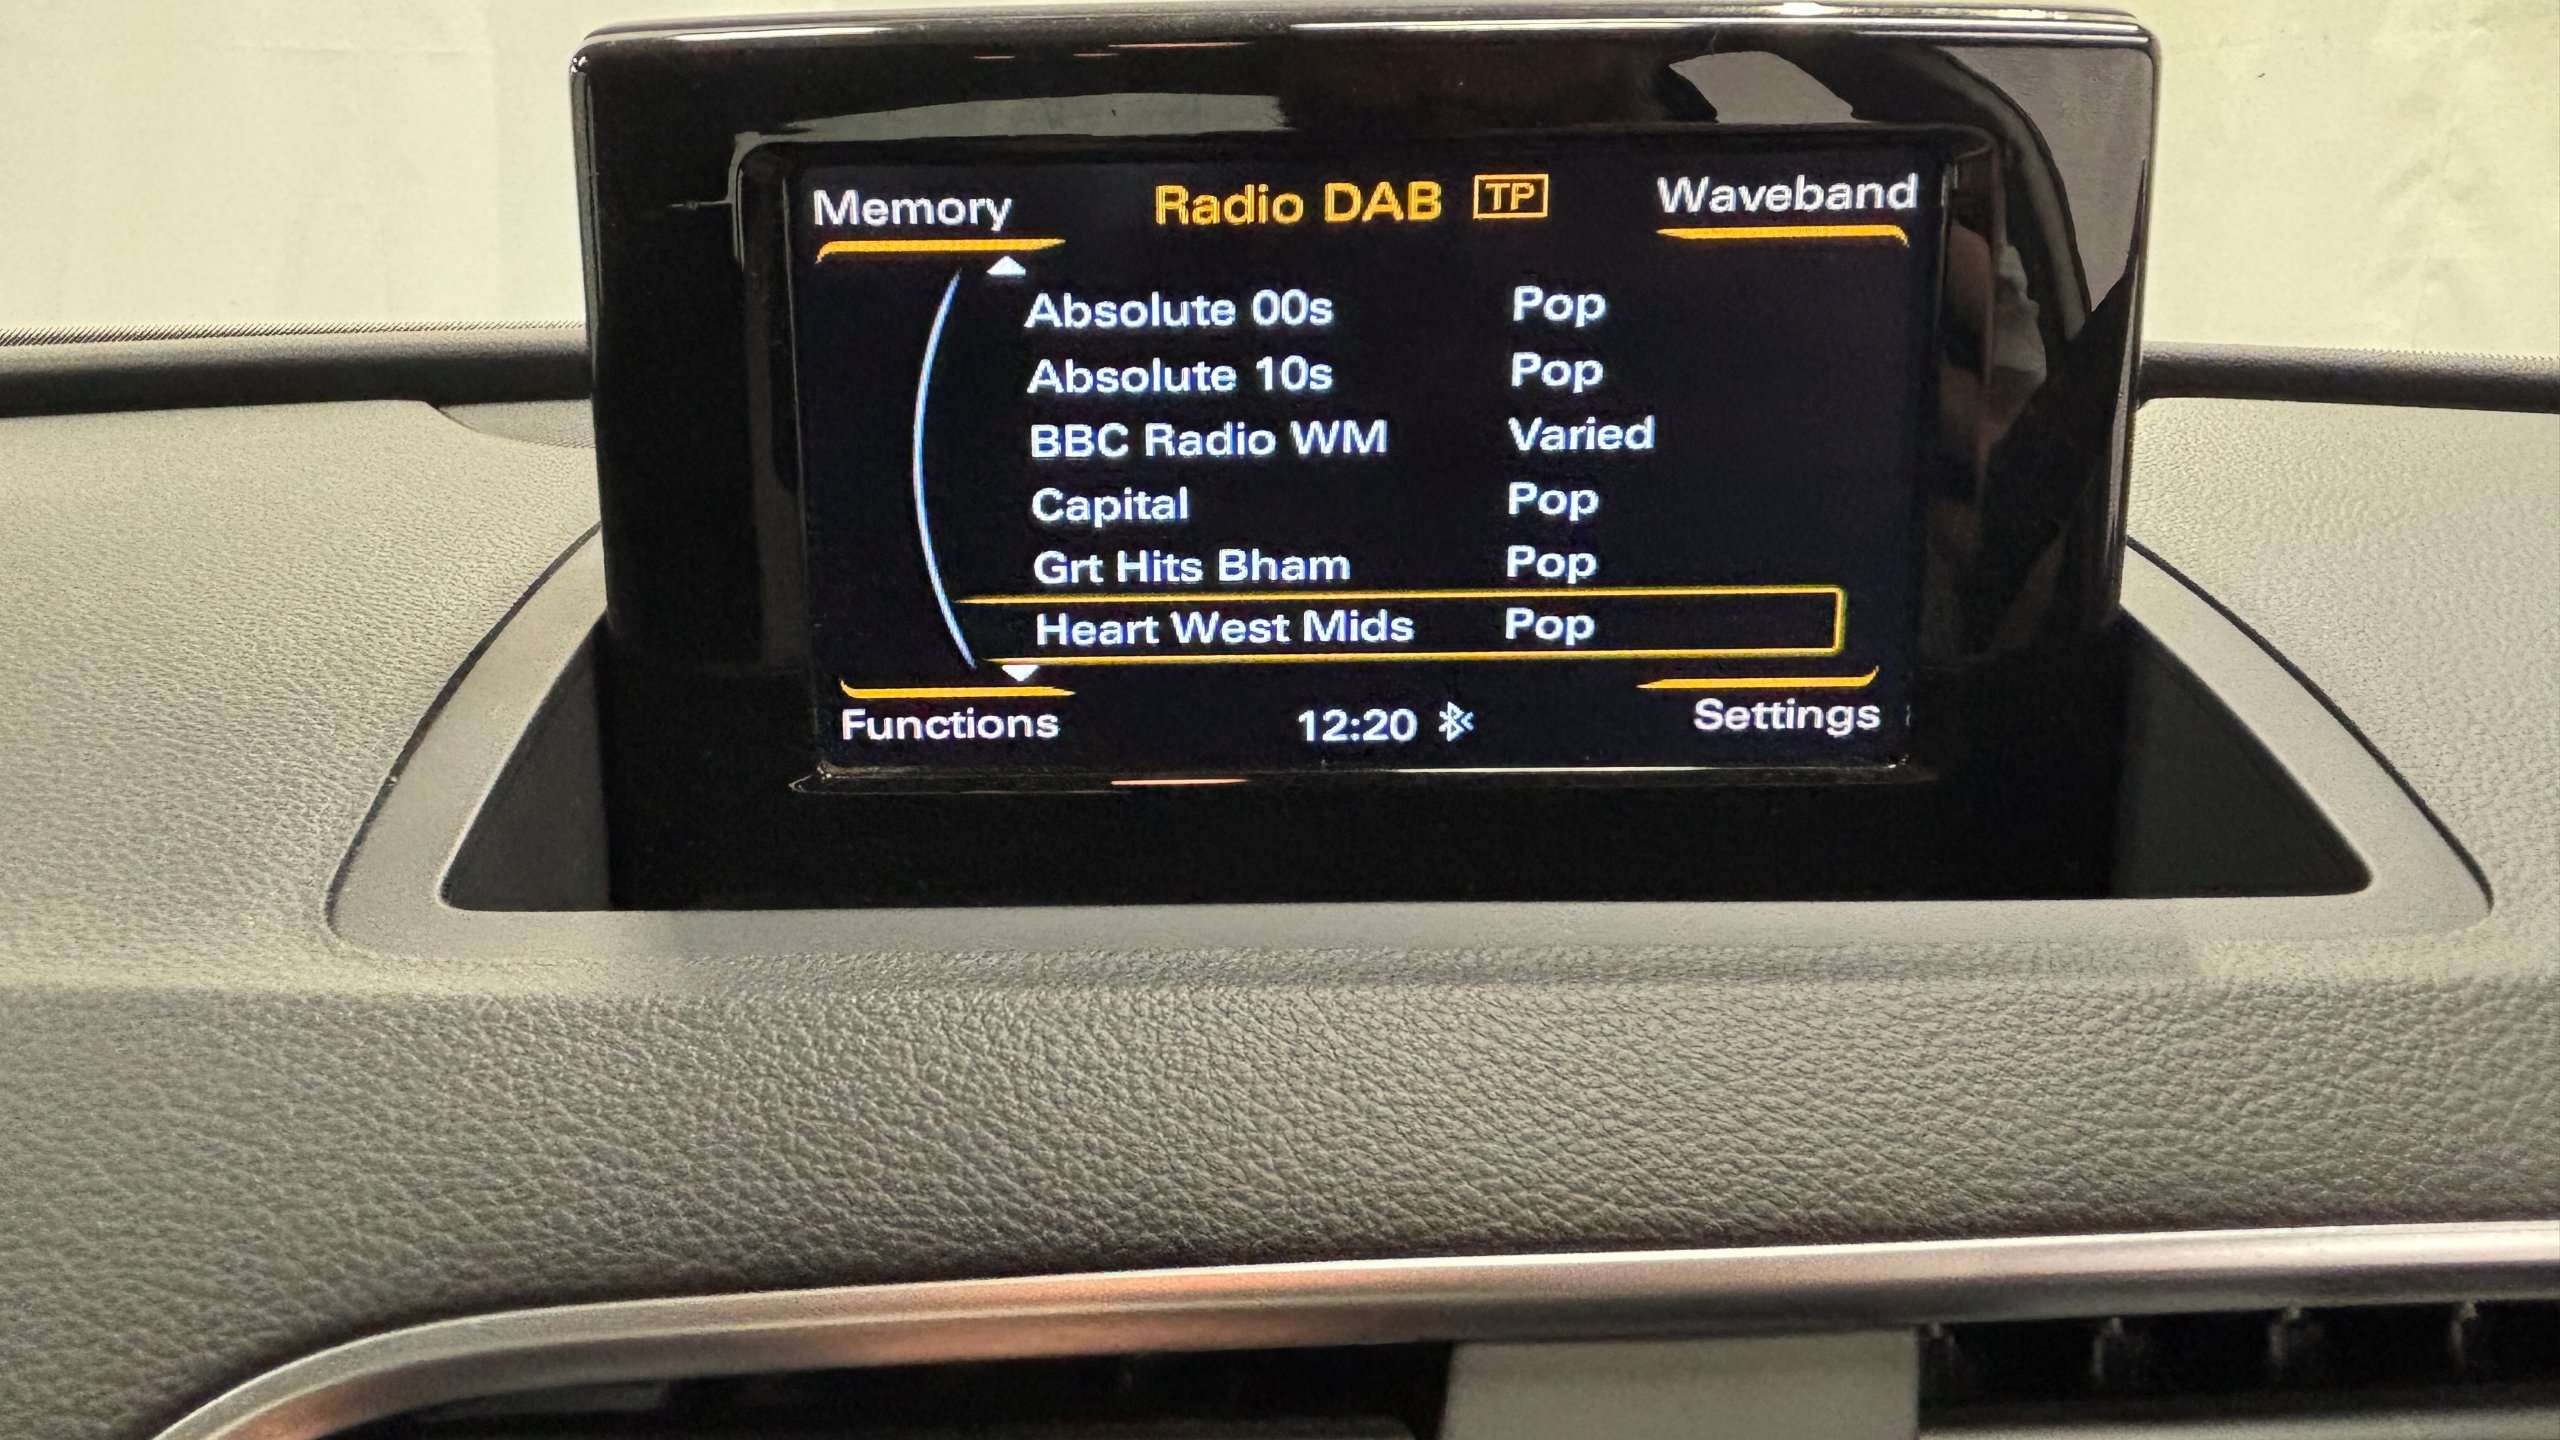 Memory Radio DAB TP Waveband
Absolute 00s Pop
Absolute 10s Pop
BBC Radio WM Varied
Capital Pop
Grt Hits Bham Pop
Heart West Mids Pop
Functions 12:20 Settings